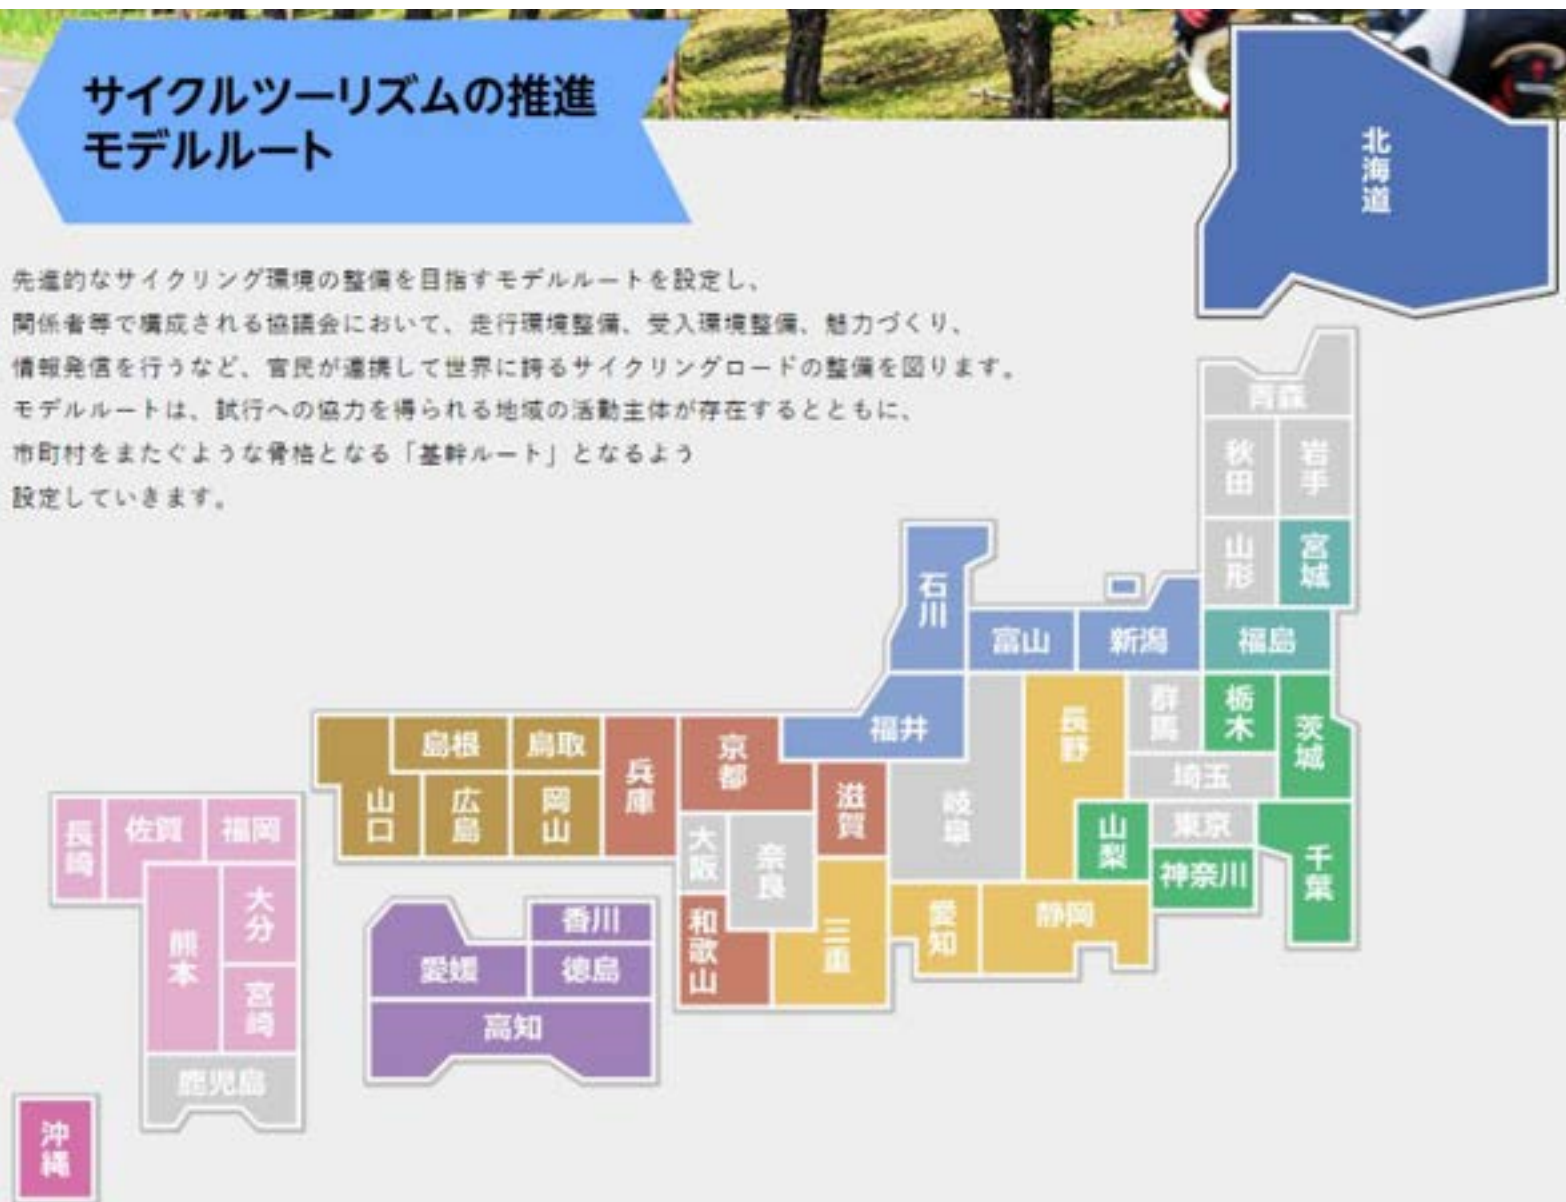 サイクルツーリズムの推進
モデルルート
先進的なサイクリング環境の整備を目指すモデルルートを設定し、
関係者等で構成される協議会において、走行環境整備、受入環境整備、魅力づくり、
情報発信を行うなど、官民が連携して世界に誇るサイクリングロードの整備を図ります。
モデルルートは、試行への協力を得られる地域の活動主体が存在するとともに、
市町村をまたぐような骨格となる「基幹ルート」となるよう
設定していきます。
北海道
青森
秋田
岩手
山形
宮城
石川
富山
新潟
福島
福井
岐阜
長野
群馬
栃木
茨城
埼玉
山梨
東京
神奈川
千葉
山口
島根
鳥取
広島
岡山
兵庫
京都
滋賀
大阪
奈良
和歌山
三重
愛知
静岡
長崎
佐賀
福岡
熊本
大分
宮崎
鹿児島
香川
愛媛
徳島
高知
沖縄